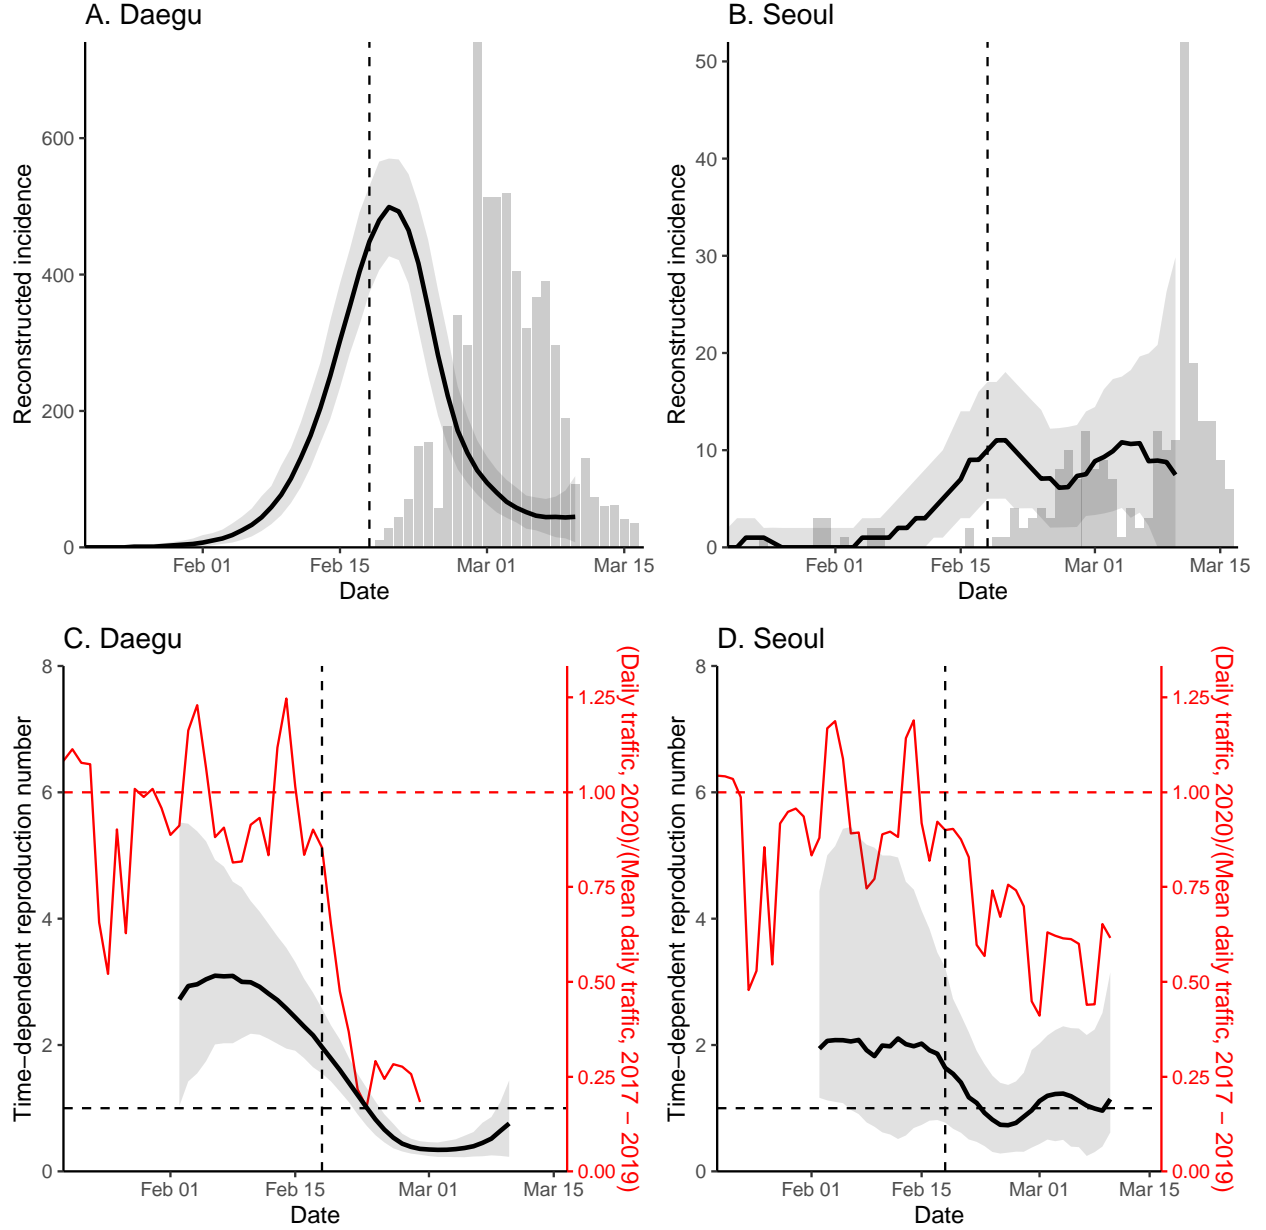 A. Daegu
Reconstructed incidence
600
400
200
0
Feb 01
Feb 15
Mar 01
Mar 15
Date
B. Seoul
Reconstructed incidence
50
40
30
20
10
0
Feb 01
Feb 15
Mar 01
Mar 15
Date
C. Daegu
Time−dependent reproduction number
8
6
4
2
0
1.25
1.00
0.75
0.50
0.25
0.00
(Daily traffic, 2020)/(Mean daily traffic, 2017 − 2019)
Feb 01
Feb 15
Mar 01
Mar 15
Date
D. Seoul
Time−dependent reproduction number
8
6
4
2
0
1.25
1.00
0.75
0.50
0.25
0.00
(Daily traffic, 2020)/(Mean daily traffic, 2017 − 2019)
Feb 01
Feb 15
Mar 01
Mar 15
Date